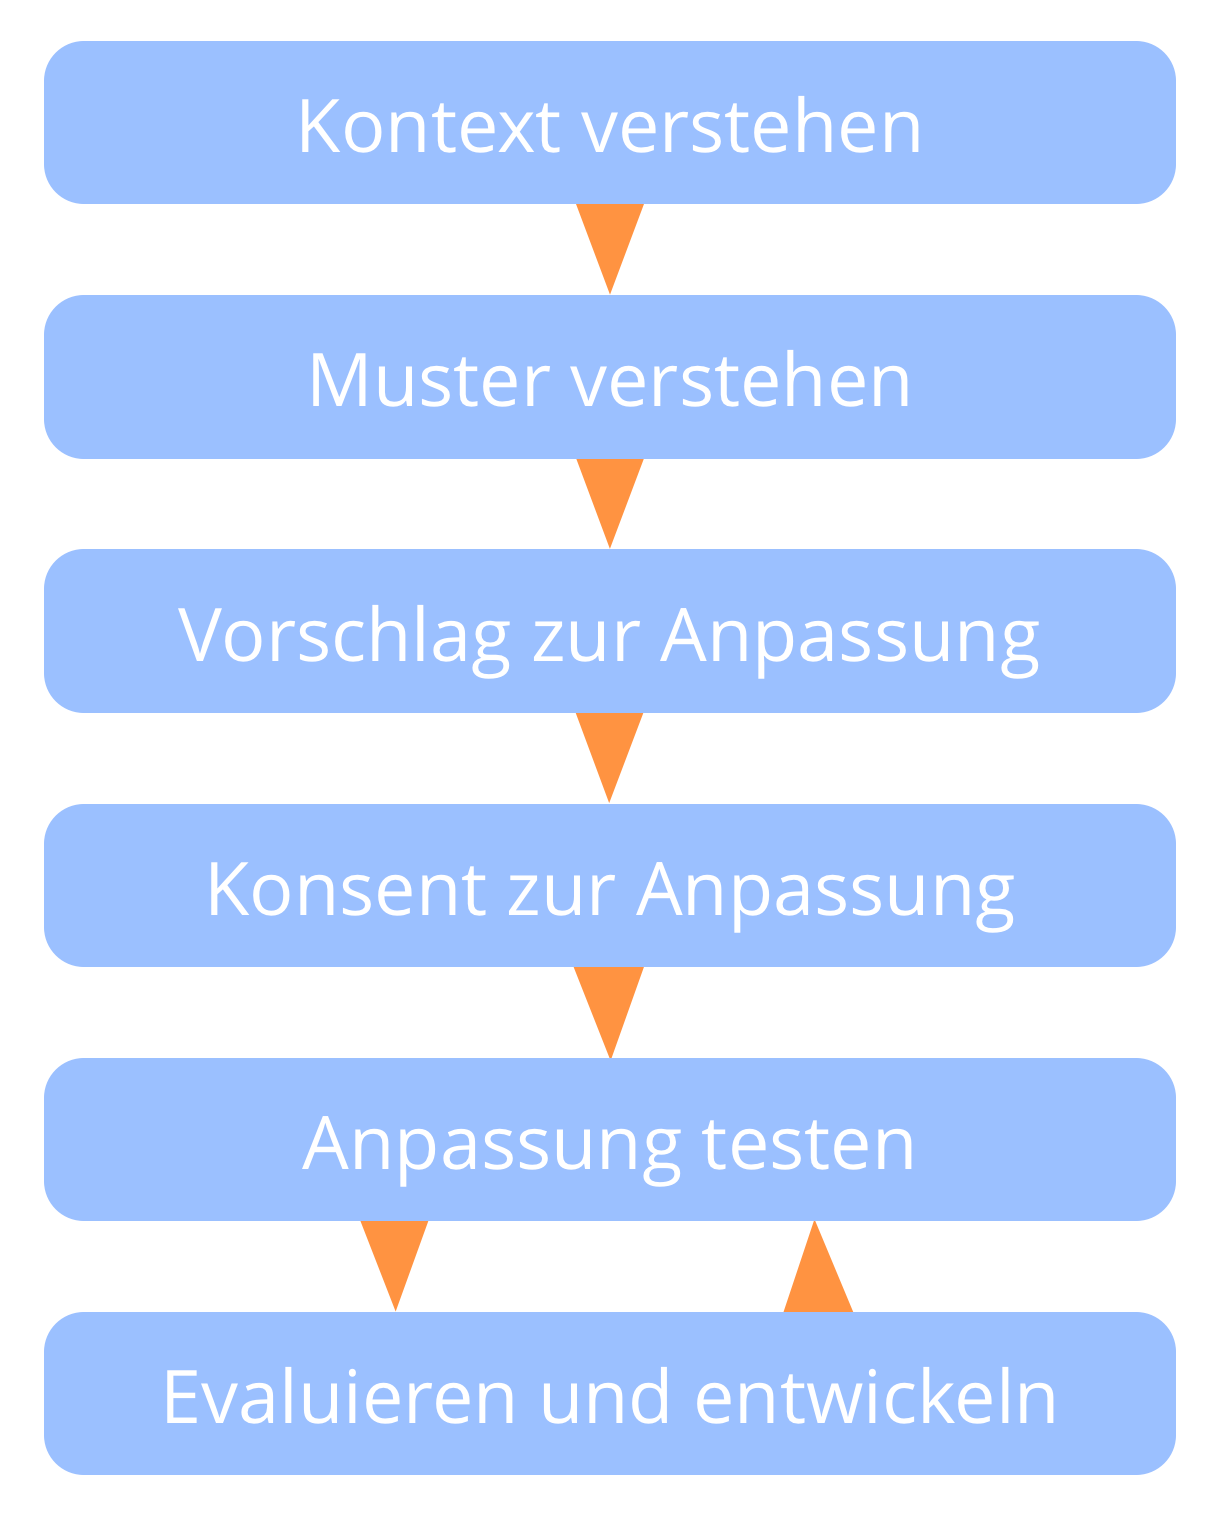 Kontext verstehen
Muster verstehen
Vorschlag zur Anpassung
Konsent zur Anpassung
Anpassung testen
Evaluieren und entwickeln